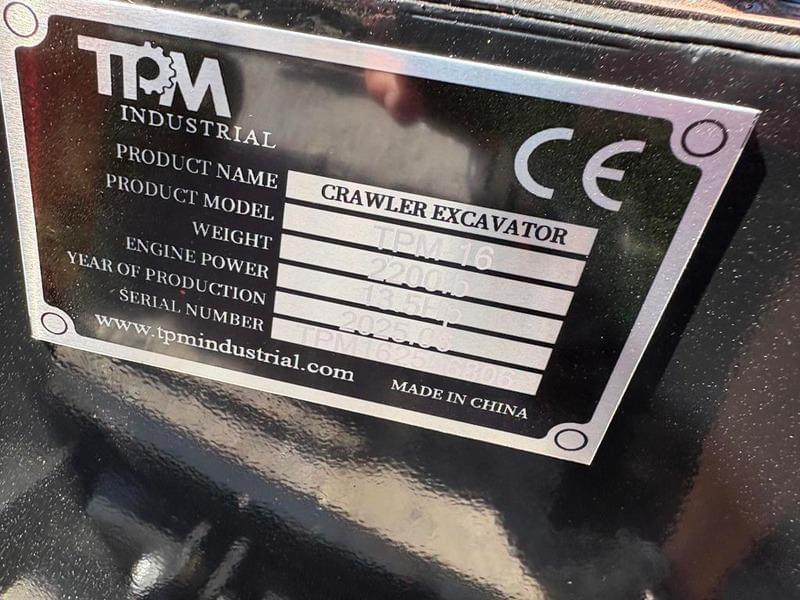 TPM
INDUSTRIAL
CE
PRODUCT NAME CRAWLER EXCAVATOR
PRODUCT MODEL TPM 16
WEIGHT
ENGINE POWER
YEAR OF PRODUCTION
SERIAL NUMBER
www.tpmindustrial.com
MADE IN CHINA